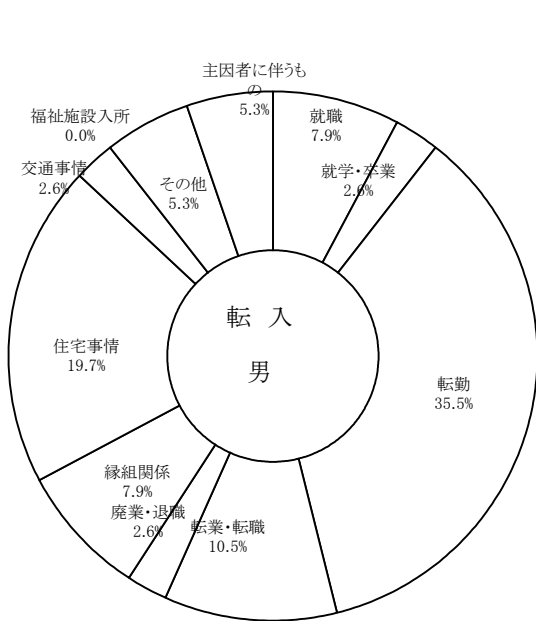 主因者に伴うも
の
5.3%
就職
7.9%
就学・卒業
2.6%
転勤
35.5%
転業・転職
10.5%
廃業・退職
2.6%
縁組関係
7.9%
住宅事情
19.7%
交通事情
2.6%
福祉施設入所
0.0%
その他
5.3%
転 入
男